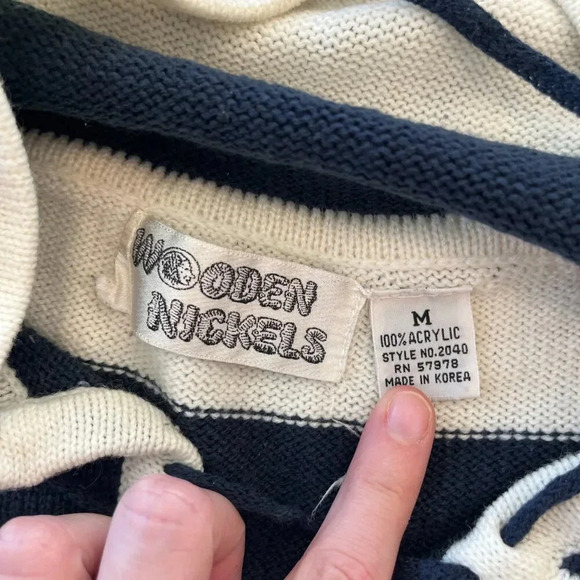 WOODEN
NICKELS
M
100% ACRYLIC
STYLE NO. 2040
RN 57978
MADE IN KOREA